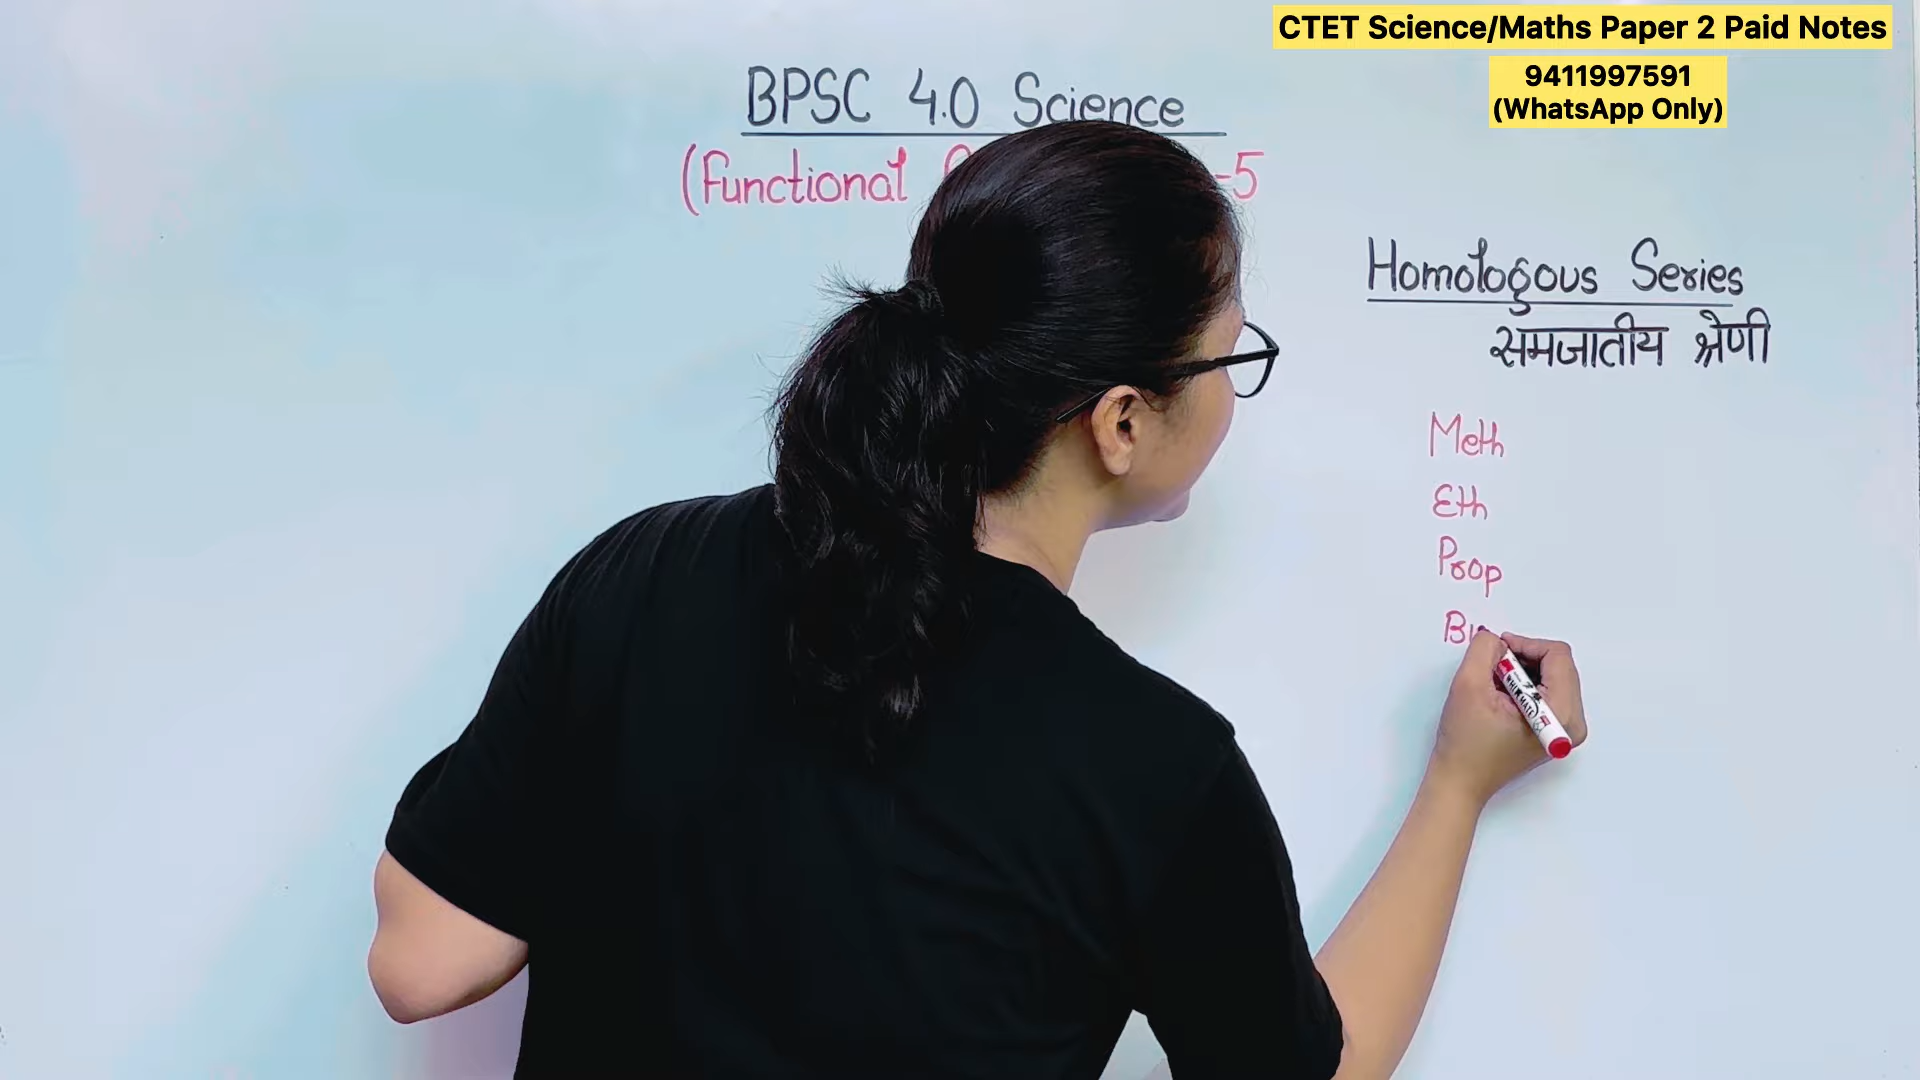 CTET Science/Maths Paper 2 Paid Notes
9411997591
(WhatsApp Only)
BPSC 4.0 Science
(Functional -5
Homologous Series
समजातीय श्रेणी
Meth
Eth
Prop